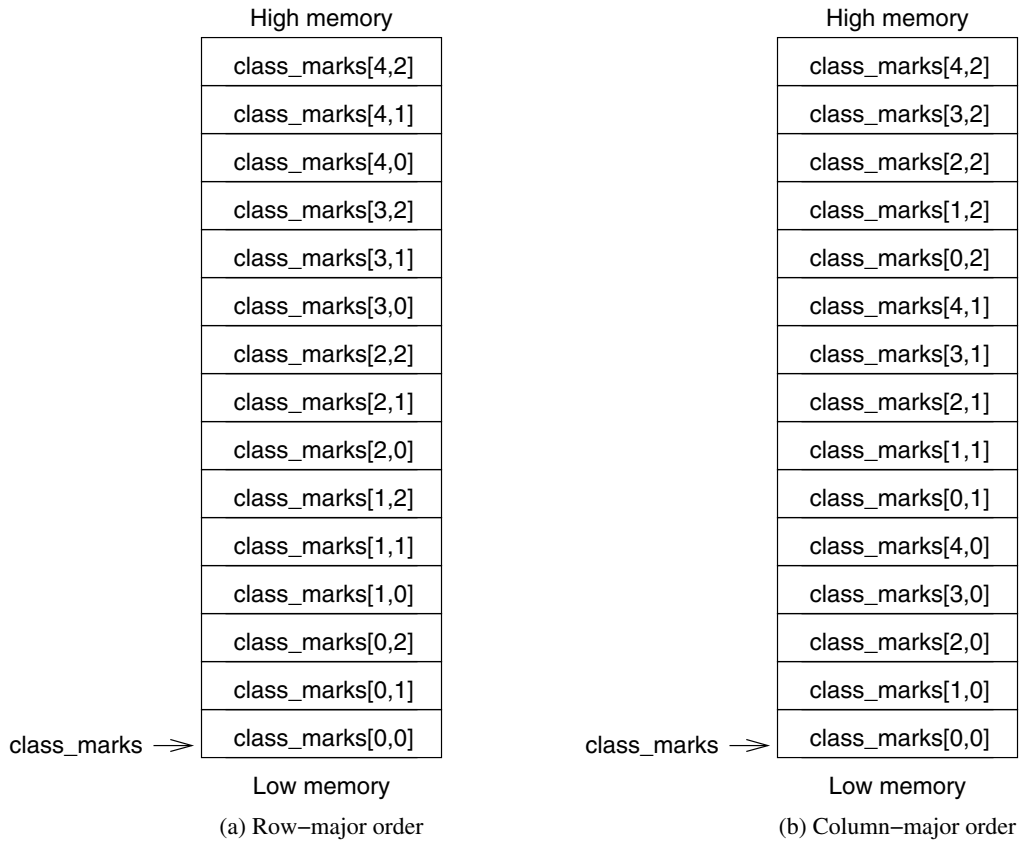 High memory
class_marks[4,2]
class_marks[4,1]
class_marks[4,0]
class_marks[3,2]
class_marks[3,1]
class_marks[3,0]
class_marks[2,2]
class_marks[2,1]
class_marks[2,0]
class_marks[1,2]
class_marks[1,1]
class_marks[1,0]
class_marks[0,2]
class_marks[0,1]
class_marks
class_marks[0,0]
Low memory
(a) Row−major order
High memory
class_marks[4,2]
class_marks[3,2]
class_marks[2,2]
class_marks[1,2]
class_marks[0,2]
class_marks[4,1]
class_marks[3,1]
class_marks[2,1]
class_marks[1,1]
class_marks[0,1]
class_marks[4,0]
class_marks[3,0]
class_marks[2,0]
class_marks[1,0]
class_marks
class_marks[0,0]
Low memory
(b) Column−major order